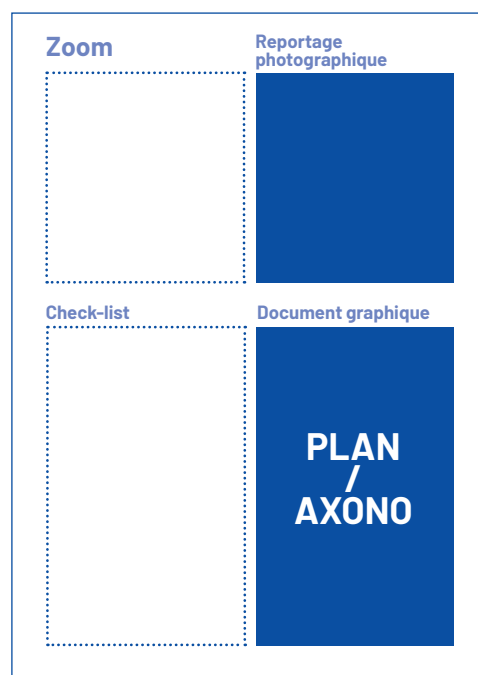 Zoom
Reportage
photographique
Check-list
Document graphique
PLAN
/
AXONO